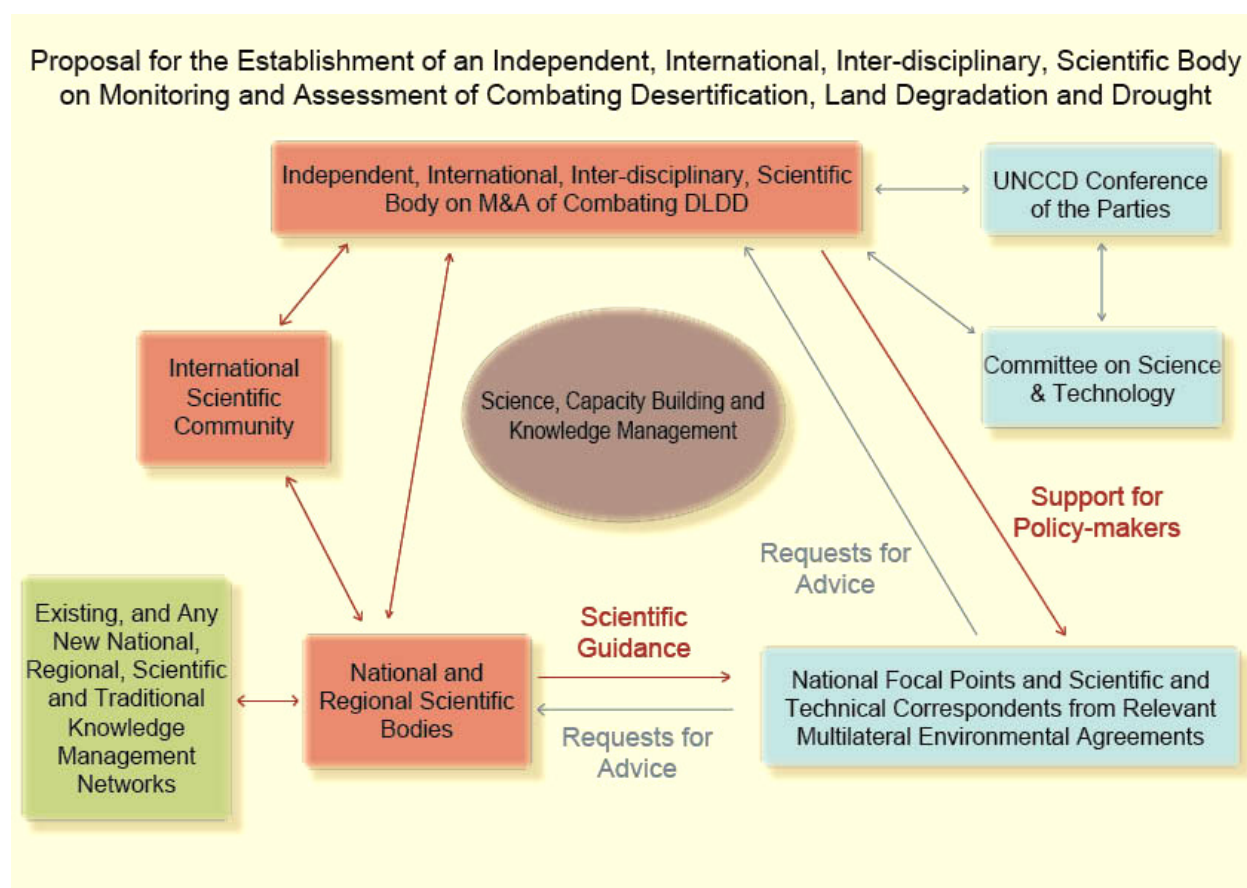 Proposal for the Establishment of an Independent, International, Inter-disciplinary, Scientific Body
on Monitoring and Assessment of Combating Desertification, Land Degradation and Drought
Independent, International, Inter-disciplinary, Scientific
Body on M&A of Combating DLDD
UNCCD Conference
of the Parties
International
Scientific
Community
Science, Capacity Building and
Knowledge Management
Committee on Science
& Technology
Support for
Policy-makers
Requests for
Advice
Existing, and Any
New National,
Regional, Scientific
and Traditional
Knowledge
Management
Networks
National and
Regional Scientific
Bodies
Scientific
Guidance
Requests for
Advice
National Focal Points and Scientific and
Technical Correspondents from Relevant
Multilateral Environmental Agreements